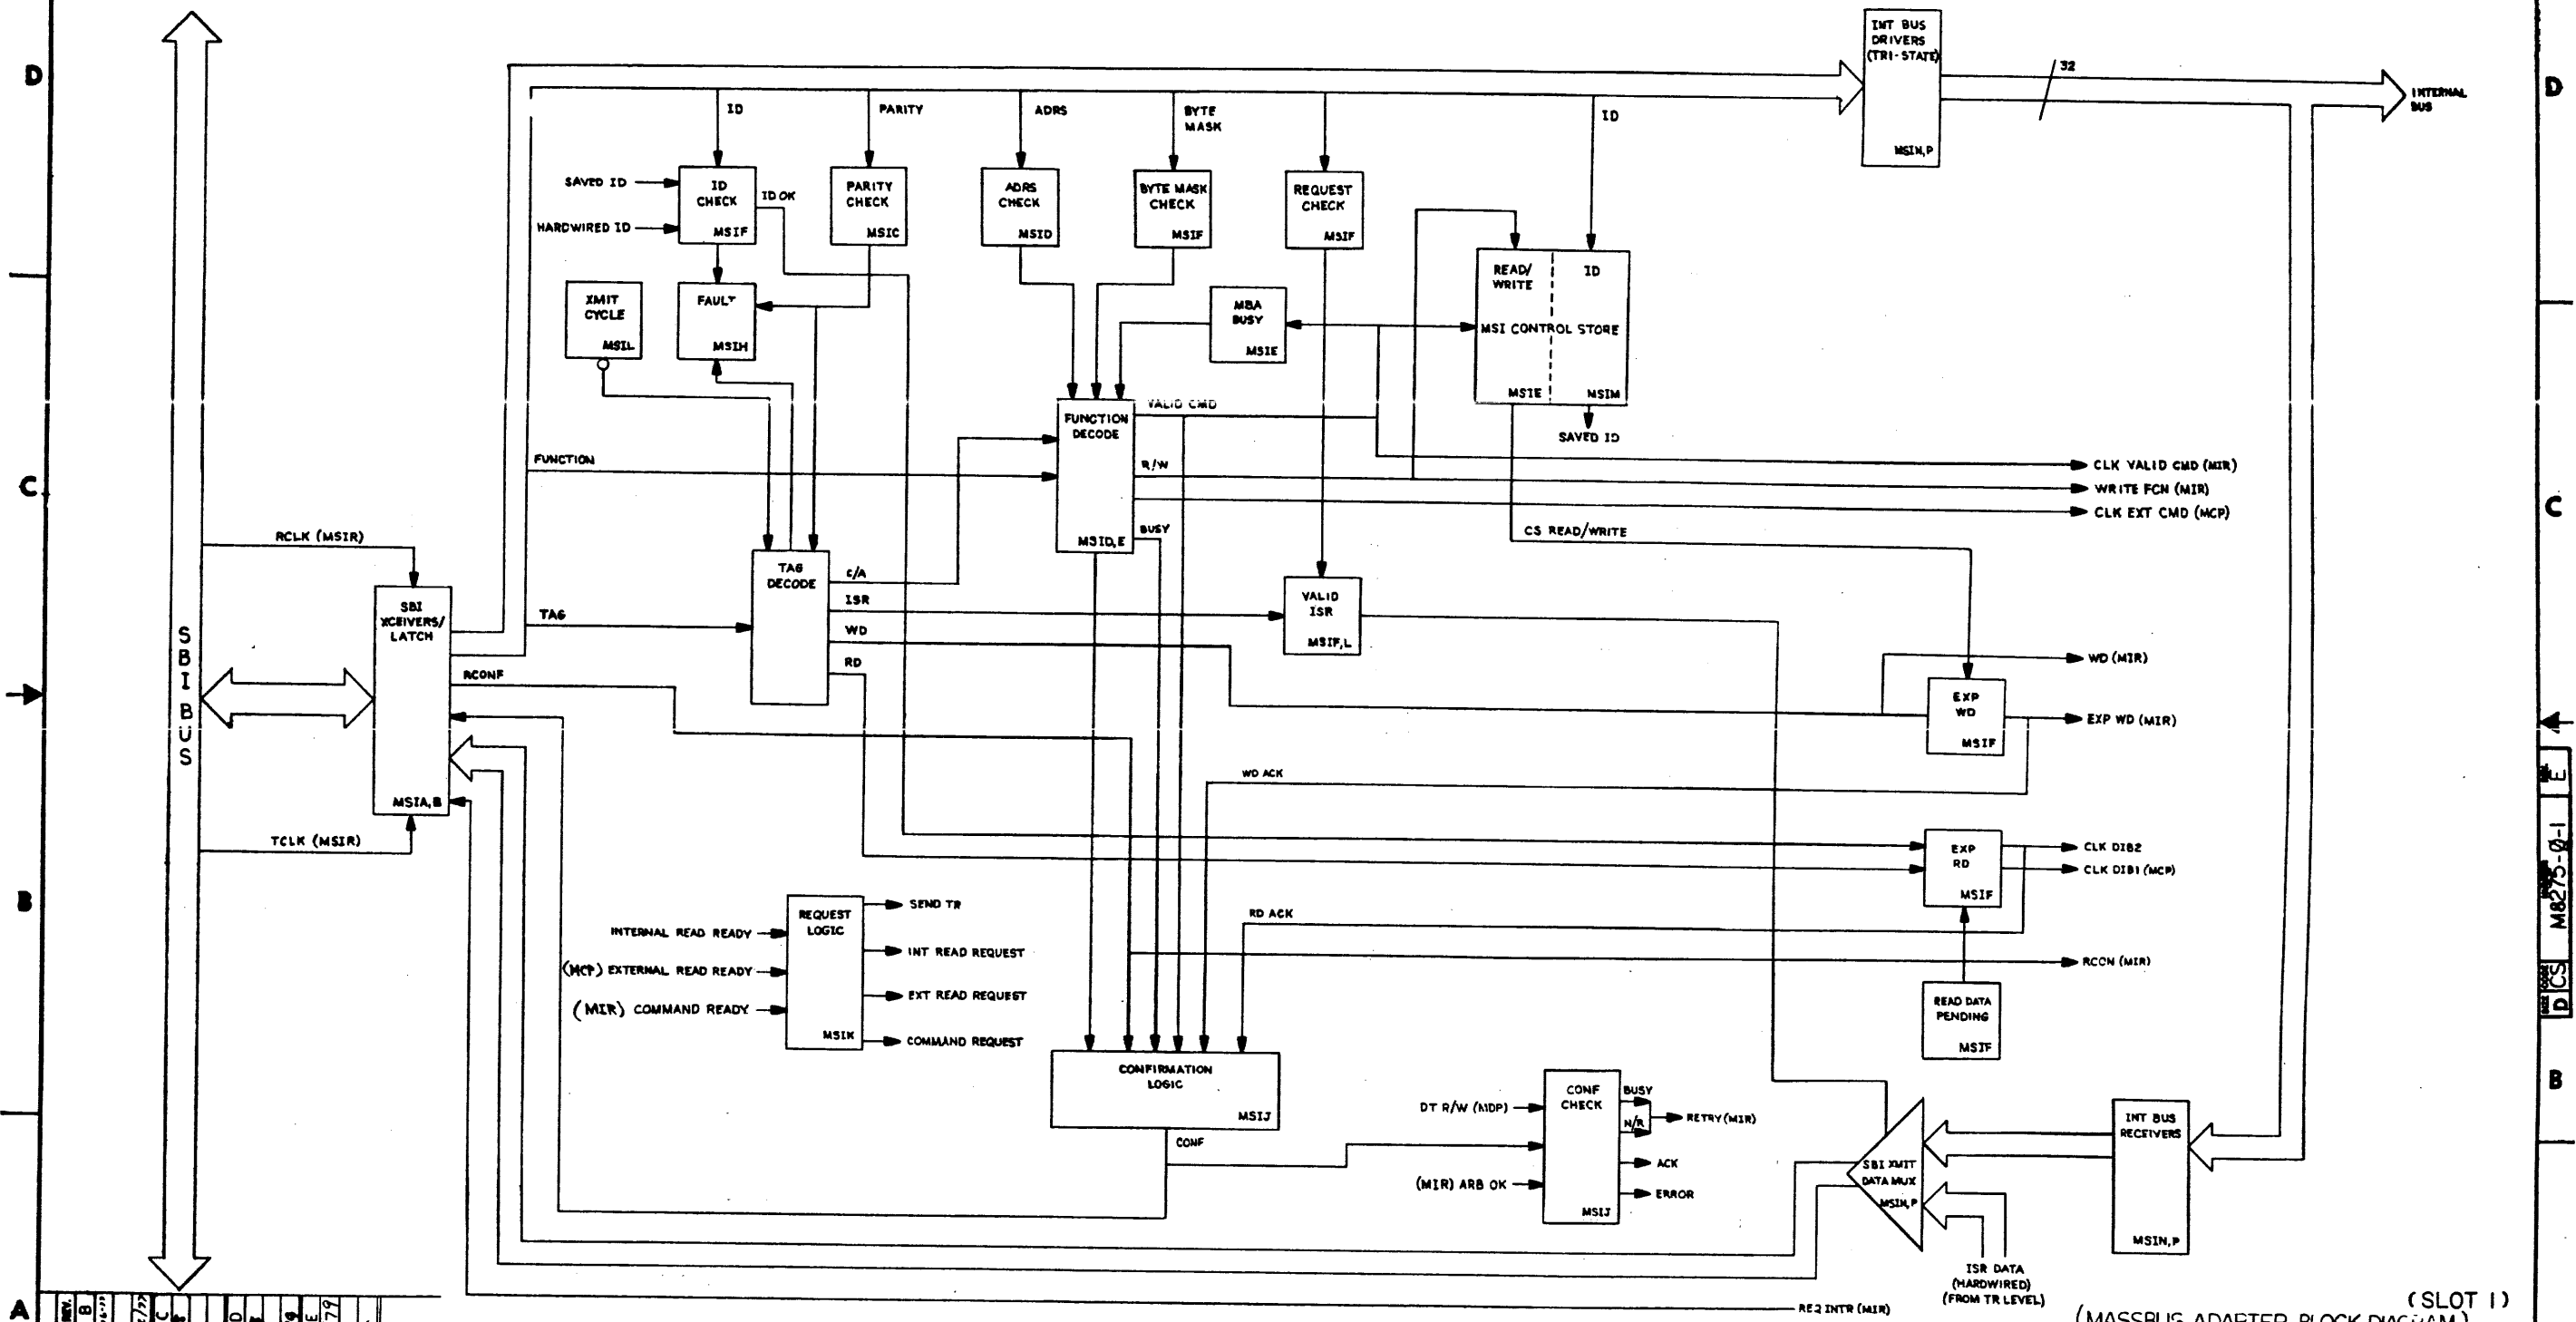 D
D
INT BUS
DRIVERS
(TRI-STATE)
MSIN,P
32
INTERNAL
BUS
ID
PARITY
ADRS
BYTE
MASK
ID
SAVED ID
HARDWIRED ID
ID
CHECK
MSIF
ID OK
PARITY
CHECK
MSIC
ADRS
CHECK
MSID
BYTE MASK
CHECK
MSIF
REQUEST
CHECK
MSIF
READ/
WRITE
ID
MSI CONTROL STORE
MSIE
MSIM
SAVED ID
XMIT
CYCLE
MSIL
FAULT
MSIH
MBA
BUSY
MSIE
FUNCTION
DECODE
MSID,E
VALID CMD
R/W
BUSY
FUNCTION
CLK VALID CMD (MIR)
WRITE FCN (MIR)
CLK EXT CMD (MCP)
CS READ/WRITE
C
C
RCLK (MSIR)
SBI
XCEIVERS/
LATCH
MSIA,B
SBI BUS
TAG
TAG
DECODE
C/A
ISR
WD
RD
VALID
ISR
MSIF,L
RCONF
WD (MIR)
EXP
WD
MSIF
EXP WD (MIR)
WD ACK
TCLK (MSIR)
EXP
RD
MSIF
CLK DIB2
CLK DIB1 (MCP)
B
REQUEST
LOGIC
MSIK
INTERNAL READ READY
(MCP) EXTERNAL READ READY
(MIR) COMMAND READY
SEND TR
INT READ REQUEST
EXT READ REQUEST
COMMAND REQUEST
RD ACK
RCON (MIR)
READ DATA
PENDING
MSIF
CONFIRMATION
LOGIC
MSIJ
CONF
DT R/W (MDP)
(MIR) ARB OK
CONF
CHECK
MSIJ
BUSY
N/R
RETRY (MIR)
ACK
ERROR
B
SBI XMIT
DATA MUX
MSIN,P
INT BUS
RECEIVERS
MSIN,P
ISR DATA
(HARDWIRED)
(FROM TR LEVEL)
REQ INTR (MIR)
A
REV.
B
C
D
E
79
D CS M8275-0-1 E
(SLOT 1)
(MASSBUS ADAPTER BLOCK DIAGRAM)